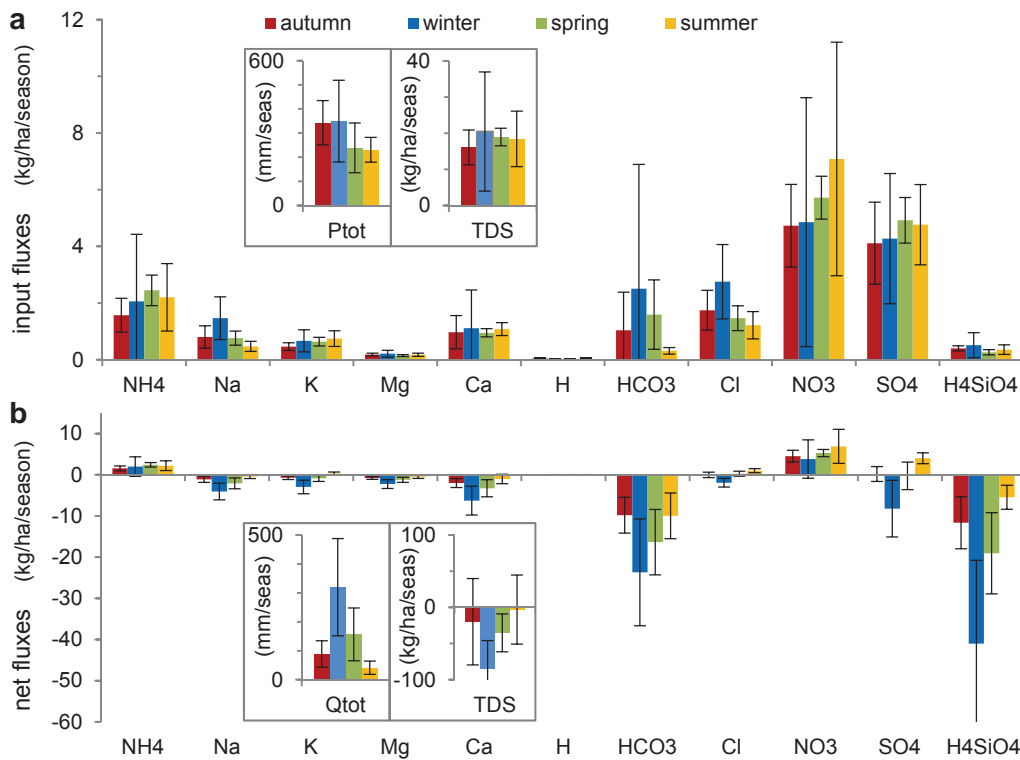 a
autumn winter spring summer
input fluxes (kg/ha/season)
12
8
4
0
(mm/seas)
600
0
Ptot
(kg/ha/seas)
40
0
TDS
NH4 Na K Mg Ca H HCO3 Cl NO3 SO4 H4SiO4
b
net fluxes (kg/ha/season)
10
0
-10
-20
-30
-40
-50
-60
(mm/seas)
500
0
Qtot
(kg/ha/seas)
100
0
-100
TDS
NH4 Na K Mg Ca H HCO3 Cl NO3 SO4 H4SiO4